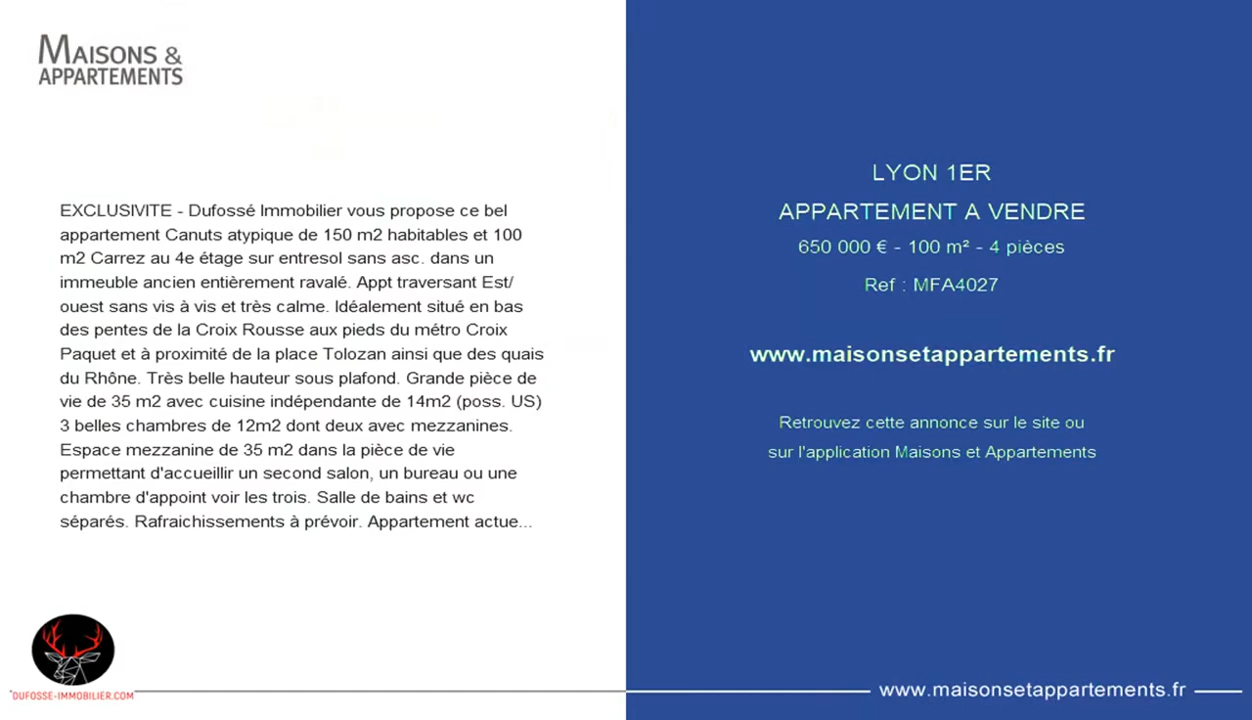 MAISONS &
APPARTEMENTS
EXCLUSIVITE - Dufossé Immobilier vous propose ce bel
appartement Canuts atypique de 150 m2 habitables et 100
m2 Carrez au 4e étage sur entresol sans asc. dans un
immeuble ancien entièrement ravalé. Appt traversant Est/
ouest sans vis à vis et très calme. Idéalement situé en bas
des pentes de la Croix Rousse aux pieds du métro Croix
Paquet et à proximité de la place Tolozan ainsi que des quais
du Rhône. Très belle hauteur sous plafond. Grande pièce de
vie de 35 m2 avec cuisine indépendante de 14m2 (poss. US)
3 belles chambres de 12m2 dont deux avec mezzanines.
Espace mezzanine de 35 m2 dans la pièce de vie
permettant d'accueillir un second salon, un bureau ou une
chambre d'appoint voir les trois. Salle de bains et wc
séparés. Rafraichissements à prévoir. Appartement actue...
DUFOSSE-IMMOBILIER.COM
LYON 1ER
APPARTEMENT A VENDRE
650 000 € - 100 m² - 4 pièces
Ref : MFA4027
www.maisonsetappartements.fr
Retrouvez cette annonce sur le site ou
sur l'application Maisons et Appartements
www.maisonsetappartements.fr